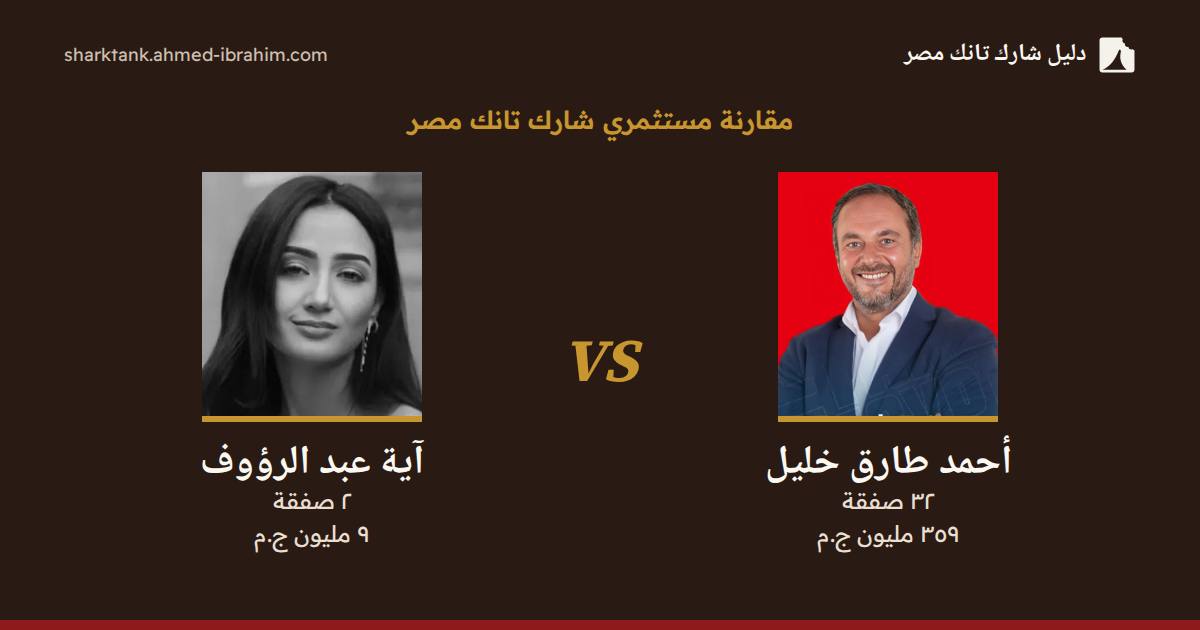 دليل شارك تانك مصر
sharktank.ahmed-ibrahim.com
مقارنة مستثمري شارك تانك مصر
أحمد طارق خليل
٣٢ صفقة
٣٥٩ مليون ج.م
VS
آية عبد الرؤوف
٢ صفقة
٩ مليون ج.م